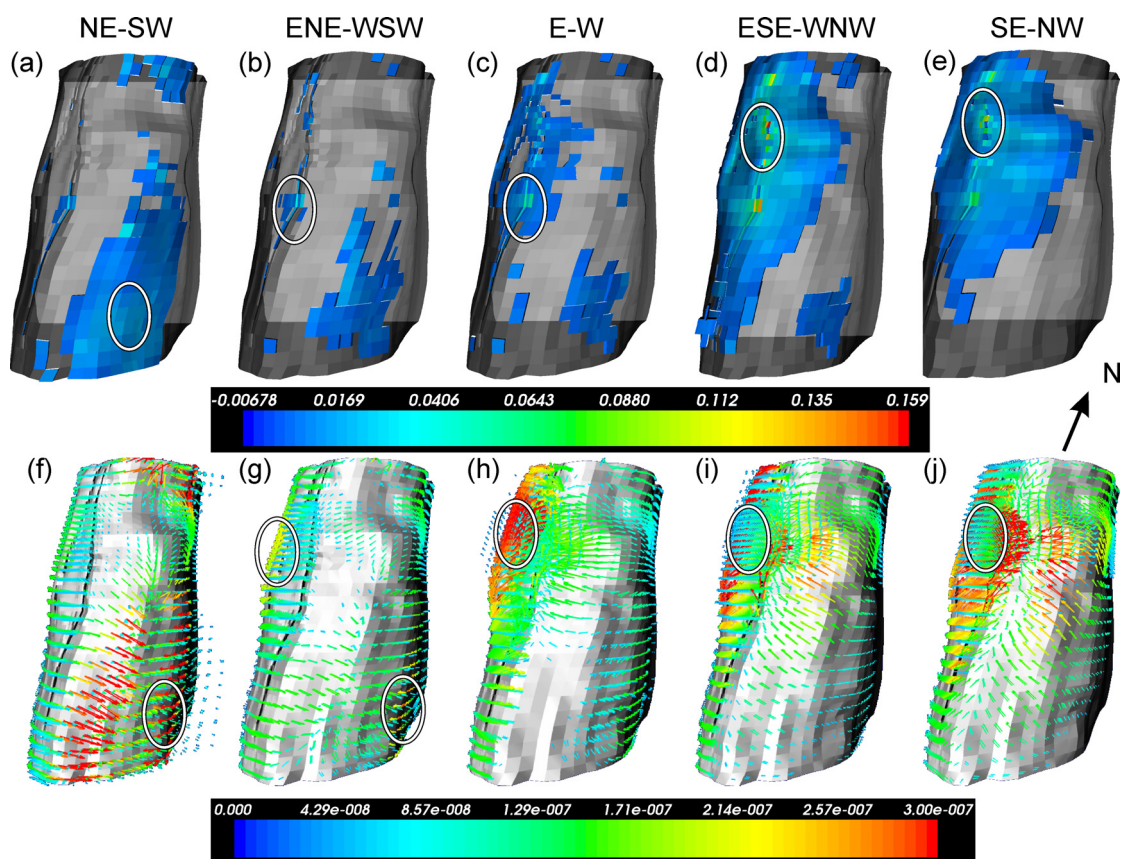 NE-SW ENE-WSW E-W ESE-WNW SE-NW
(a) (b) (c) (d) (e)
-0.00678 0.0169 0.0406 0.0643 0.0880 0.112 0.135 0.159
N
(f) (g) (h) (i) (j)
0.000 4.29e-008 8.57e-008 1.29e-007 1.71e-007 2.14e-007 2.57e-007 3.00e-007